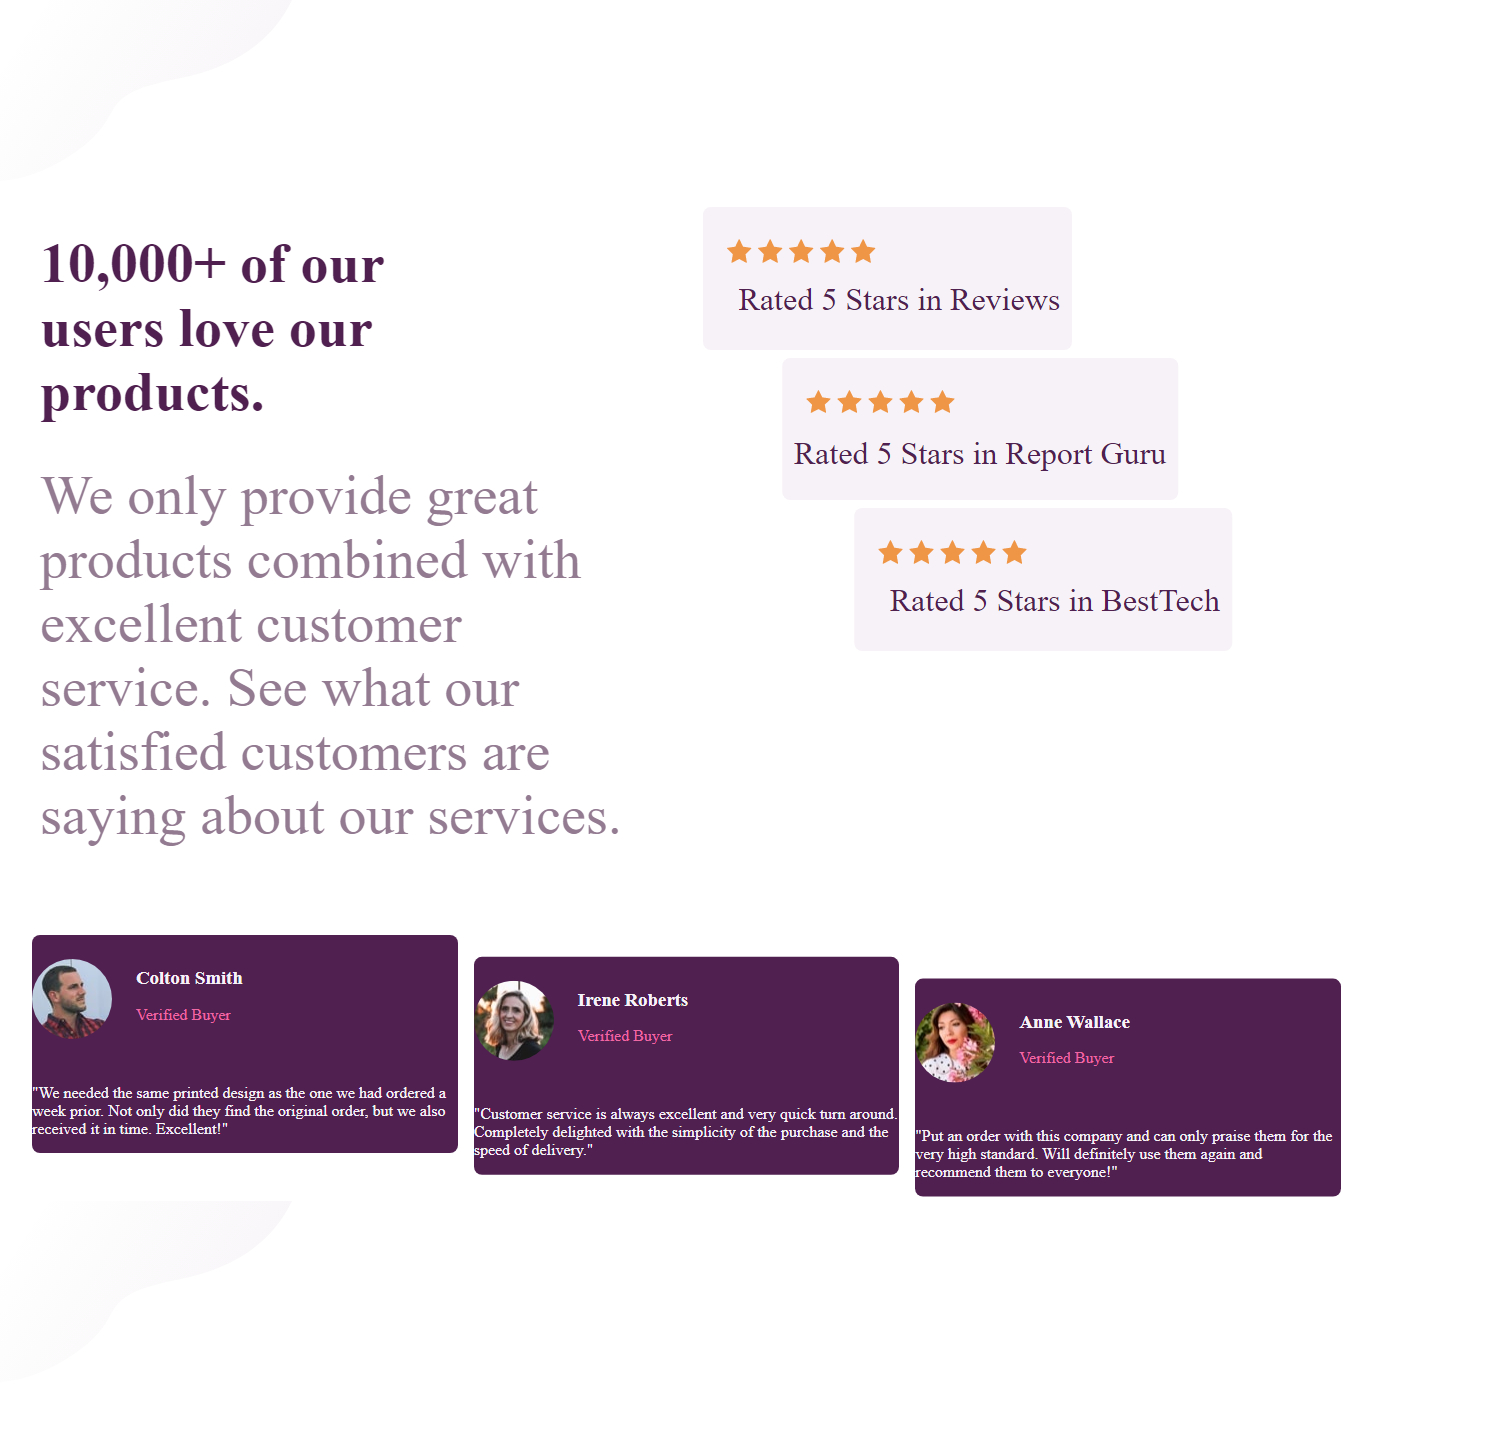 10,000+ of our
users love our
products.
We only provide great
products combined with
excellent customer
service. See what our
satisfied customers are
saying about our services.
Rated 5 Stars in Reviews
Rated 5 Stars in Report Guru
Rated 5 Stars in BestTech
Colton Smith
Verified Buyer
"We needed the same printed design as the one we had ordered a
week prior. Not only did they find the original order, but we also
received it in time. Excellent!"
Irene Roberts
Verified Buyer
"Customer service is always excellent and very quick turn around.
Completely delighted with the simplicity of the purchase and the
speed of delivery."
Anne Wallace
Verified Buyer
"Put an order with this company and can only praise them for the
very high standard. Will definitely use them again and
recommend them to everyone!"